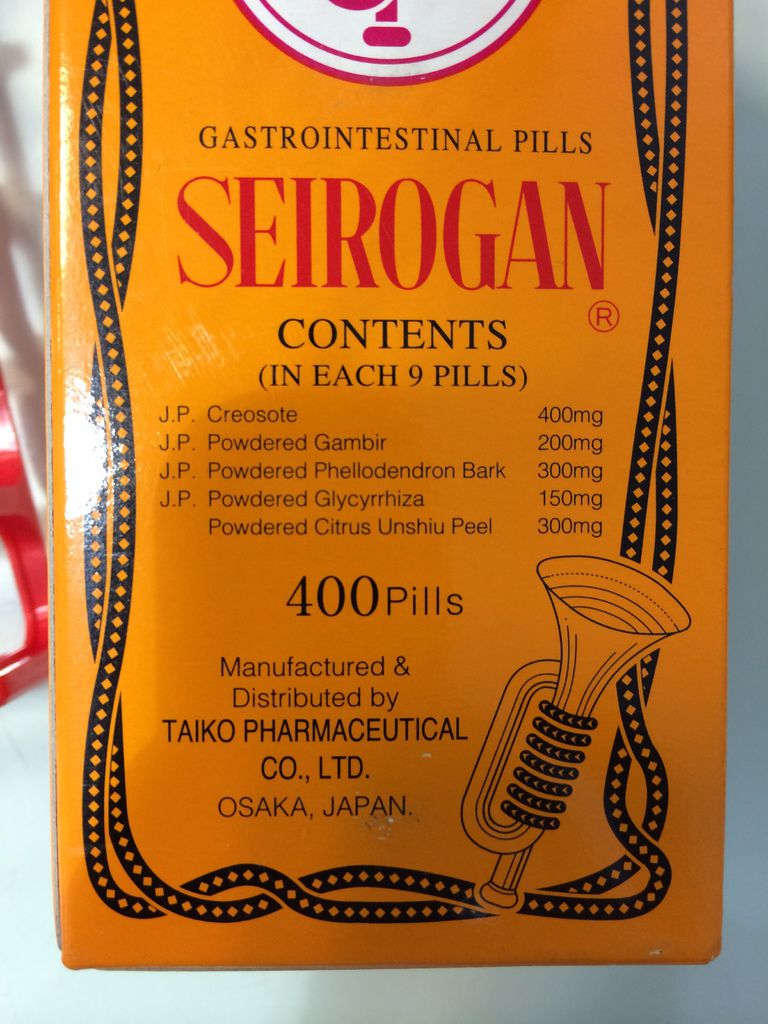 GASTROINTESTINAL PILLS
SEIROGAN
®
CONTENTS
(IN EACH 9 PILLS)
J.P. Creosote 400mg
J.P. Powdered Gambir 200mg
J.P. Powdered Phellodendron Bark 300mg
J.P. Powdered Glycyrrhiza 150mg
Powdered Citrus Unshiu Peel 300mg
400Pills
Manufactured &
Distributed by
TAIKO PHARMACEUTICAL
CO., LTD.
OSAKA, JAPAN.